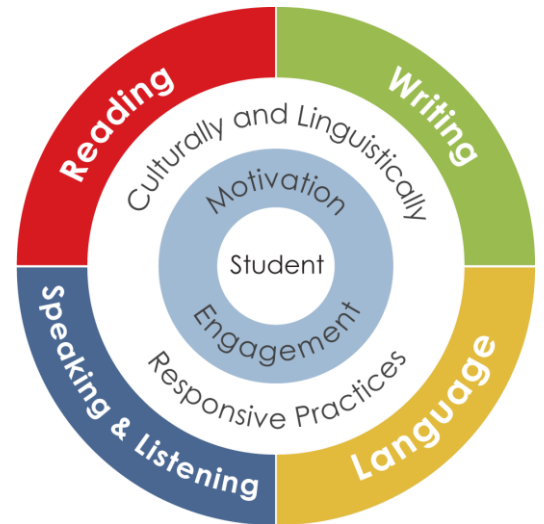 Reading
Writing
Culturally and Linguistically
Motivation
Student
Engagement
Responsive Practices
Speaking & Listening
Language